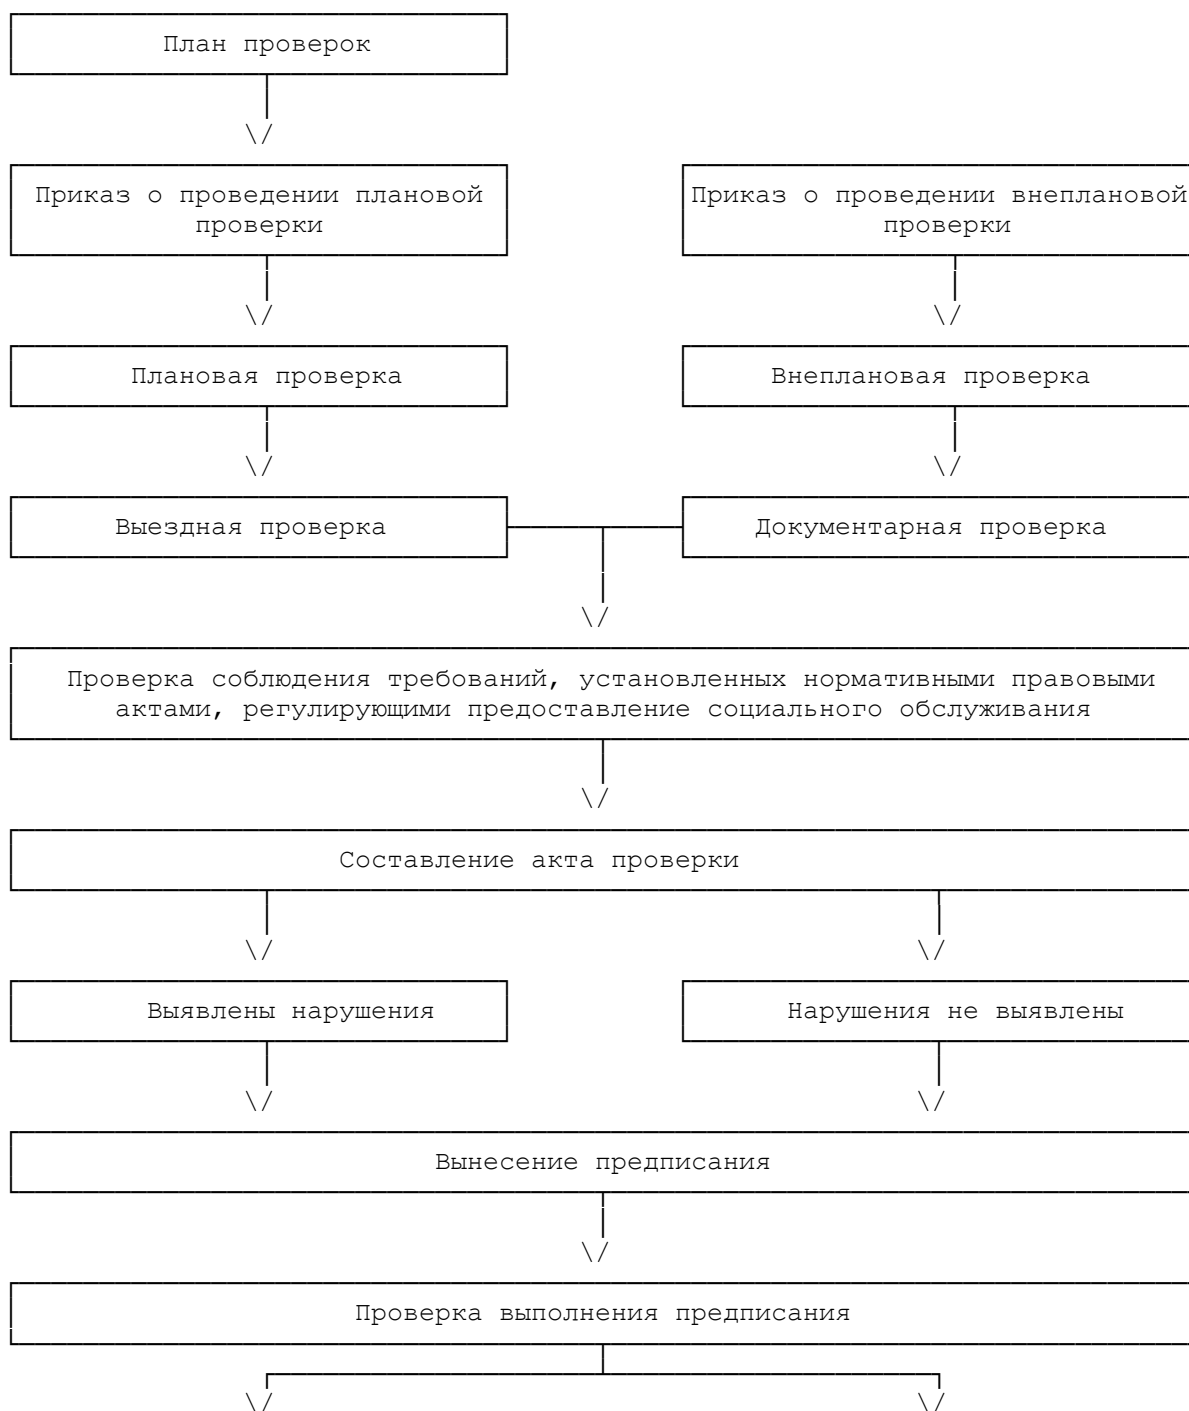 План проверок
Приказ о проведении плановой
проверки
Приказ о проведении внеплановой
проверки
Плановая проверка
Внеплановая проверка
Выездная проверка
Документарная проверка
Проверка соблюдения требований, установленных нормативными правовыми
актами, регулирующими предоставление социального обслуживания
Составление акта проверки
Выявлены нарушения
Нарушения не выявлены
Вынесение предписания
Проверка выполнения предписания